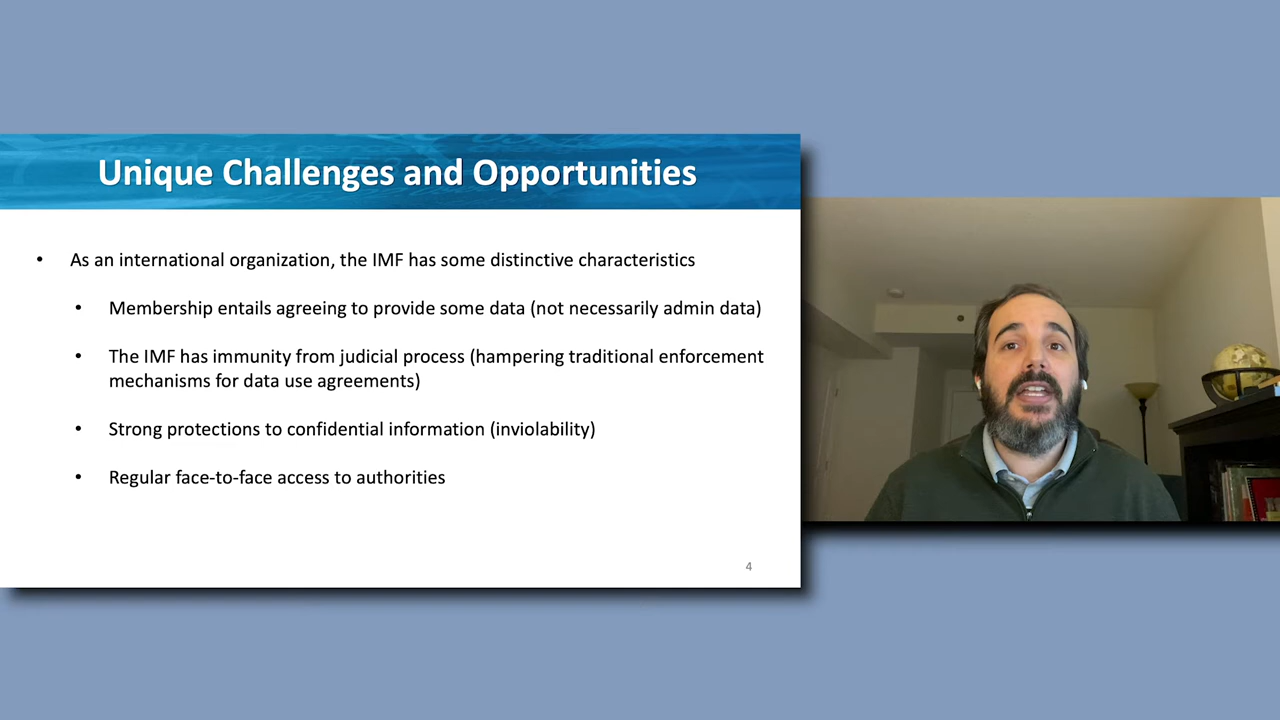 Unique Challenges and Opportunities
• As an international organization, the IMF has some distinctive characteristics
• Membership entails agreeing to provide some data (not necessarily admin data)
• The IMF has immunity from judicial process (hampering traditional enforcement
mechanisms for data use agreements)
• Strong protections to confidential information (inviolability)
• Regular face-to-face access to authorities
4